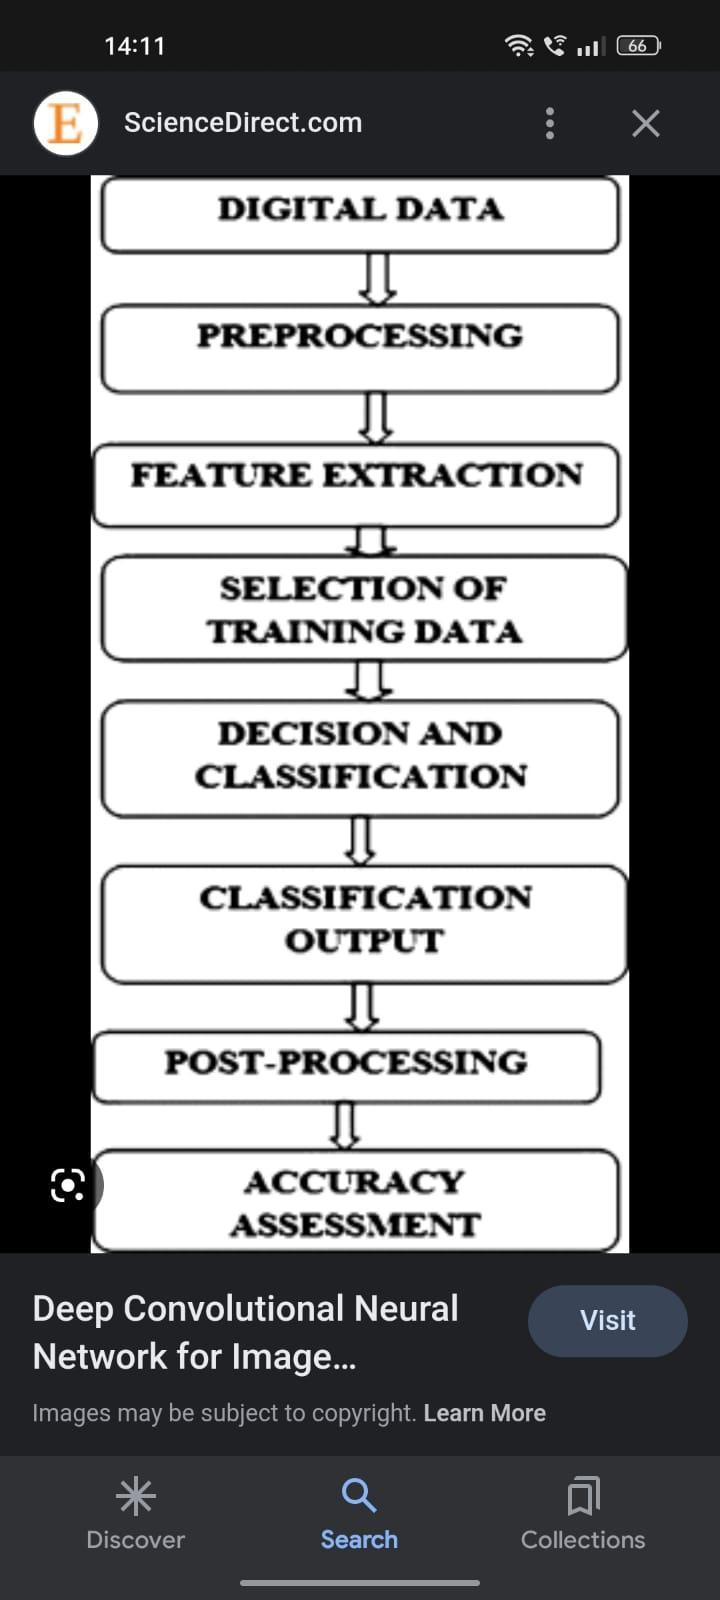 14:11
66
E
ScienceDirect.com
DIGITAL DATA
PREPROCESSING
FEATURE EXTRACTION
SELECTION OF
TRAINING DATA
DECISION AND
CLASSIFICATION
CLASSIFICATION
OUTPUT
POST-PROCESSING
ACCURACY
ASSESSMENT
Deep Convolutional Neural
Network for Image...
Visit
Images may be subject to copyright. Learn More
Discover
Search
Collections